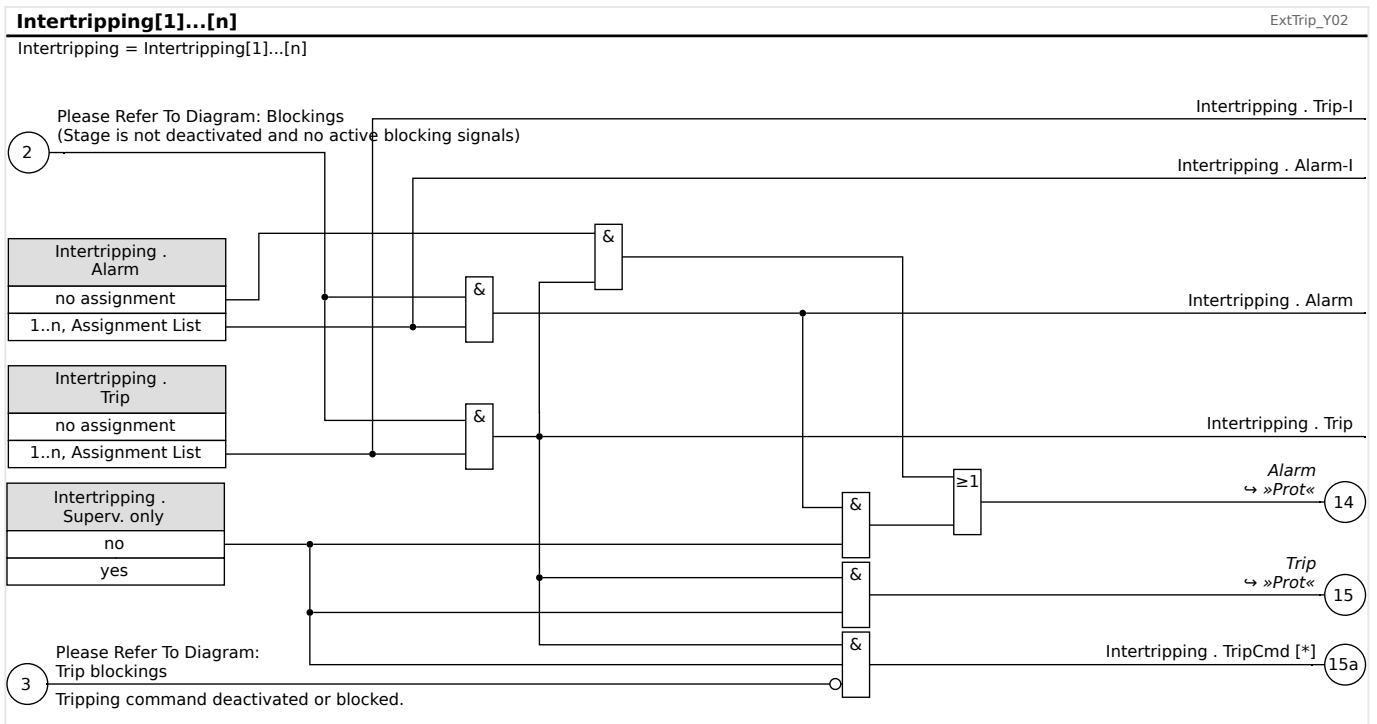 Intertripping[1]...[n]
ExtTrip_Y02
Intertripping = Intertripping[1]...[n]
Please Refer To Diagram: Blockings
(Stage is not deactivated and no active blocking signals)
2
Intertripping . Trip-I
Intertripping . Alarm-I
Intertripping .
Alarm
no assignment
1..n, Assignment List
&
&
Intertripping . Alarm
Intertripping .
Trip
no assignment
1..n, Assignment List
&
Intertripping . Trip
Intertripping .
Superv. only
no
yes
≥1
&
Alarm
↪ »Prot«
14
&
Trip
↪ »Prot«
15
&
Intertripping . TripCmd [*]
15a
Please Refer To Diagram:
Trip blockings
3
Tripping command deactivated or blocked.